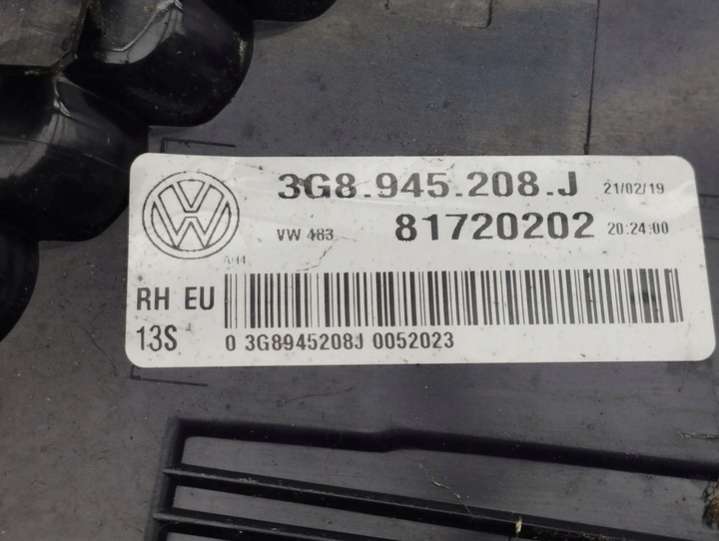 3G8.945.208.J 21/02/19
VW 483 81720202 20:24:00
RH EU
13S
0 3G8945208J 0052023